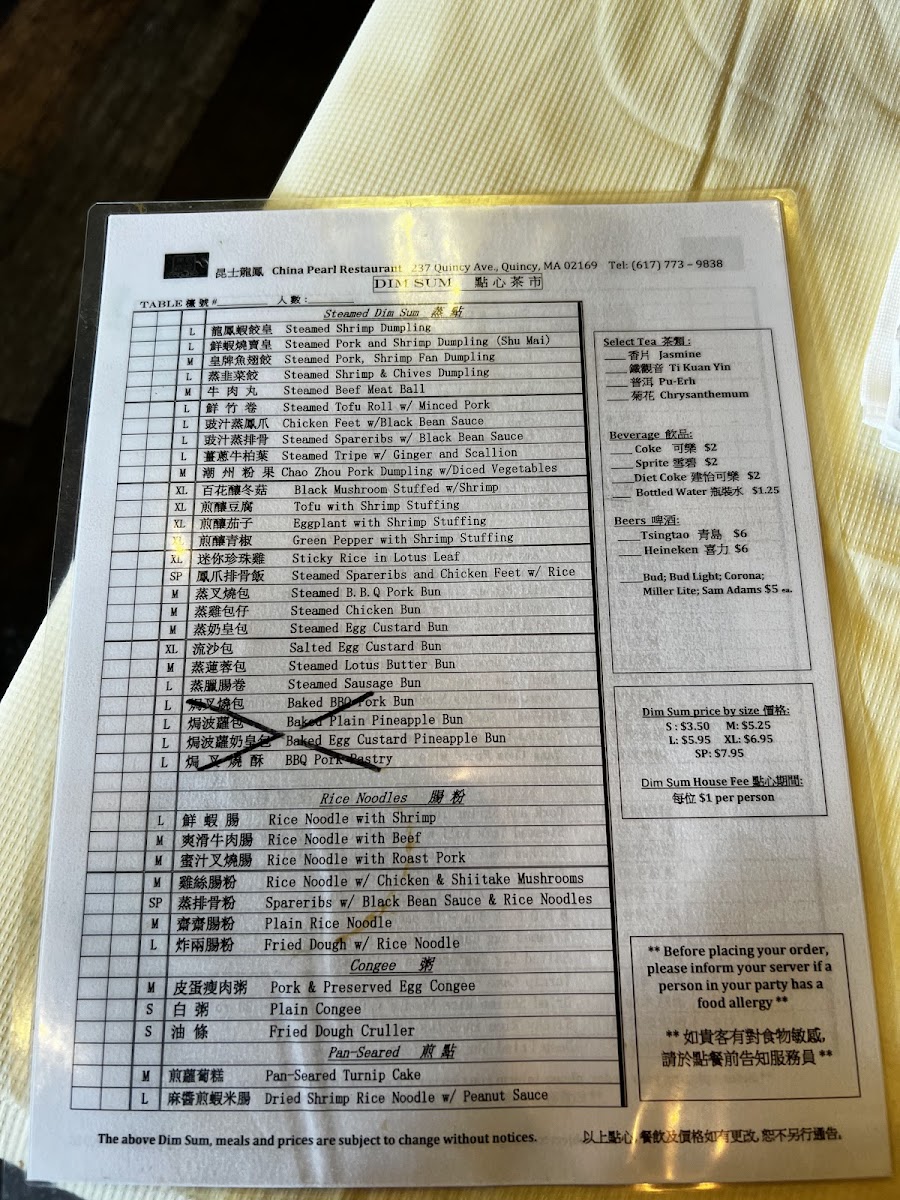 昆士龍鳳 China Pearl Restaurant 237 Quincy Ave., Quincy, MA 02169 Tel: (617) 773 – 9838
DIM SUM 點心茶市
TABLE 檯號# 人數:
Steamed Dim Sum 蒸點
L 龍鳳蝦餃皇 Steamed Shrimp Dumpling
L 鮮蝦燒賣皇 Steamed Pork and Shrimp Dumpling (Shu Mai)
M 皇牌魚翅餃 Steamed Pork, Shrimp Fan Dumpling
L 蒸韭菜餃 Steamed Shrimp & Chives Dumpling
M 牛肉丸 Steamed Beef Meat Ball
L 鮮竹卷 Steamed Tofu Roll w/ Minced Pork
L 豉汁蒸鳳爪 Chicken Feet w/Black Bean Sauce
L 豉汁蒸排骨 Steamed Spareribs w/ Black Bean Sauce
L 薑蔥牛柏葉 Steamed Tripe w/ Ginger and Scallion
M 潮州粉果 Chao Zhou Pork Dumpling w/Diced Vegetables
XL 百花釀冬菇 Black Mushroom Stuffed w/Shrimp
XL 煎釀豆腐 Tofu with Shrimp Stuffing
XL 煎釀茄子 Eggplant with Shrimp Stuffing
XL 煎釀青椒 Green Pepper with Shrimp Stuffing
XL 迷你珍珠雞 Sticky Rice in Lotus Leaf
SP 鳳爪排骨飯 Steamed Spareribs and Chicken Feet w/ Rice
M 蒸叉燒包 Steamed B.B.Q Pork Bun
M 蒸雞包仔 Steamed Chicken Bun
M 蒸奶皇包 Steamed Egg Custard Bun
XL 流沙包 Salted Egg Custard Bun
M 蒸蓮蓉包 Steamed Lotus Butter Bun
L 蒸臘腸卷 Steamed Sausage Bun
L 焗叉燒包 Baked BBQ Pork Bun
L 焗波蘿包 Baked Plain Pineapple Bun
L 焗波蘿奶皇包 Baked Egg Custard Pineapple Bun
L 焗叉燒酥 BBQ Pork Pastry
Rice Noodles 腸粉
L 鮮蝦腸 Rice Noodle with Shrimp
M 爽滑牛肉腸 Rice Noodle with Beef
M 蜜汁叉燒腸 Rice Noodle with Roast Pork
M 雞絲腸粉 Rice Noodle w/ Chicken & Shiitake Mushrooms
SP 蒸排骨粉 Spareribs w/ Black Bean Sauce & Rice Noodles
M 齋齋腸粉 Plain Rice Noodle
L 炸兩腸粉 Fried Dough w/ Rice Noodle
Congee 粥
M 皮蛋瘦肉粥 Pork & Preserved Egg Congee
S 白粥 Plain Congee
S 油條 Fried Dough Cruller
Pan-Seared 煎點
M 煎蘿蔔糕 Pan-Seared Turnip Cake
L 麻醬煎蝦米腸 Dried Shrimp Rice Noodle w/ Peanut Sauce
Select Tea 茶類:
香片 Jasmine
鐵觀音 Ti Kuan Yin
普洱 Pu-Erh
菊花 Chrysanthemum
Beverage 飲品:
Coke 可樂 $2
Sprite 雪碧 $2
Diet Coke 健怡可樂 $2
Bottled Water 瓶裝水 $1.25
Beers 啤酒:
Tsingtao 青島 $6
Heineken 喜力 $6
Bud; Bud Light; Corona;
Miller Lite; Sam Adams $5 ea.
Dim Sum price by size 價格:
S : $3.50 M: $5.25
L: $5.95 XL: $6.95
SP: $7.95
Dim Sum House Fee 點心期間:
每位 $1 per person
** Before placing your order,
please inform your server if a
person in your party has a
food allergy **
** 如貴客有對食物敏感,
請於點餐前告知服務員 **
The above Dim Sum, meals and prices are subject to change without notices. 以上點心, 餐飲及價格如有更改, 恕不另行通告.